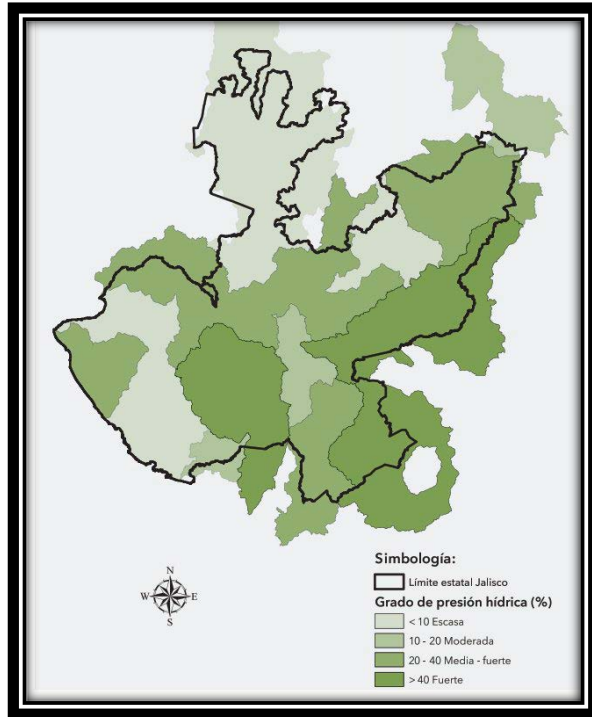 N
W E
S
Simbología:
Límite estatal Jalisco
Grado de presión hídrica (%)
< 10 Escasa
10 - 20 Moderada
20 - 40 Media - fuerte
> 40 Fuerte